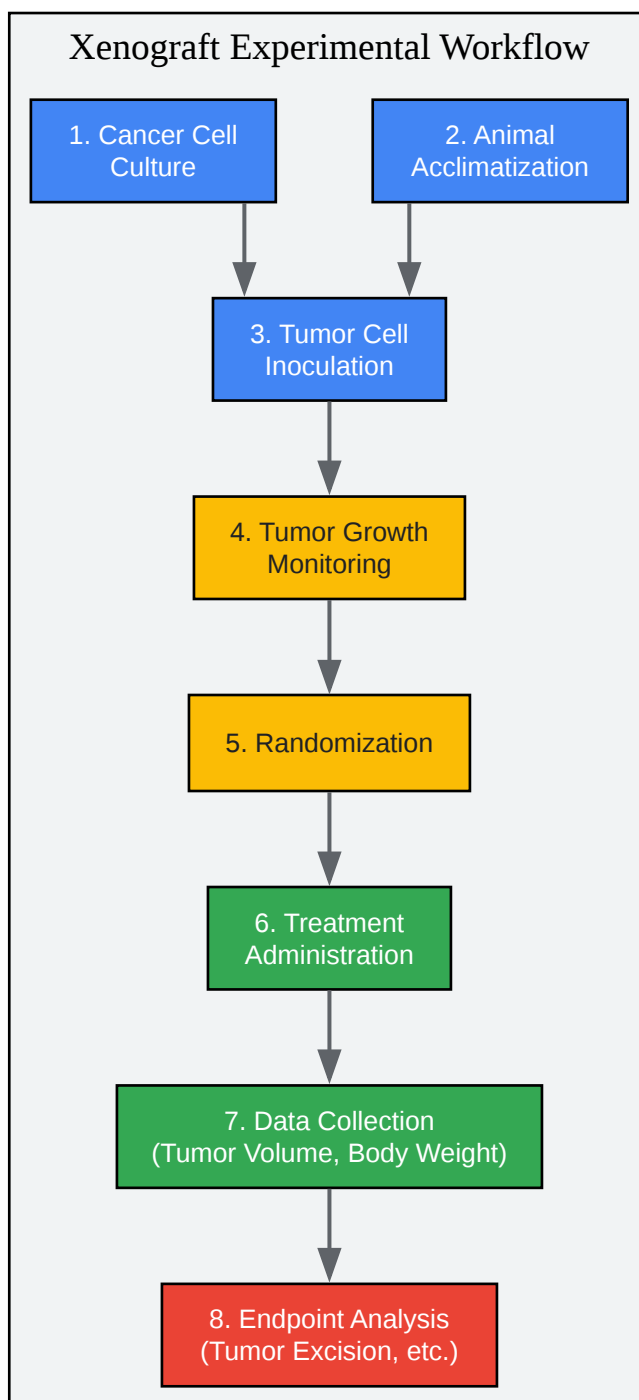 Xenograft Experimental Workflow
1. Cancer Cell
Culture
2. Animal
Acclimatization
3. Tumor Cell
Inoculation
4. Tumor Growth
Monitoring
5. Randomization
6. Treatment
Administration
7. Data Collection
(Tumor Volume, Body Weight)
8. Endpoint Analysis
(Tumor Excision, etc.)